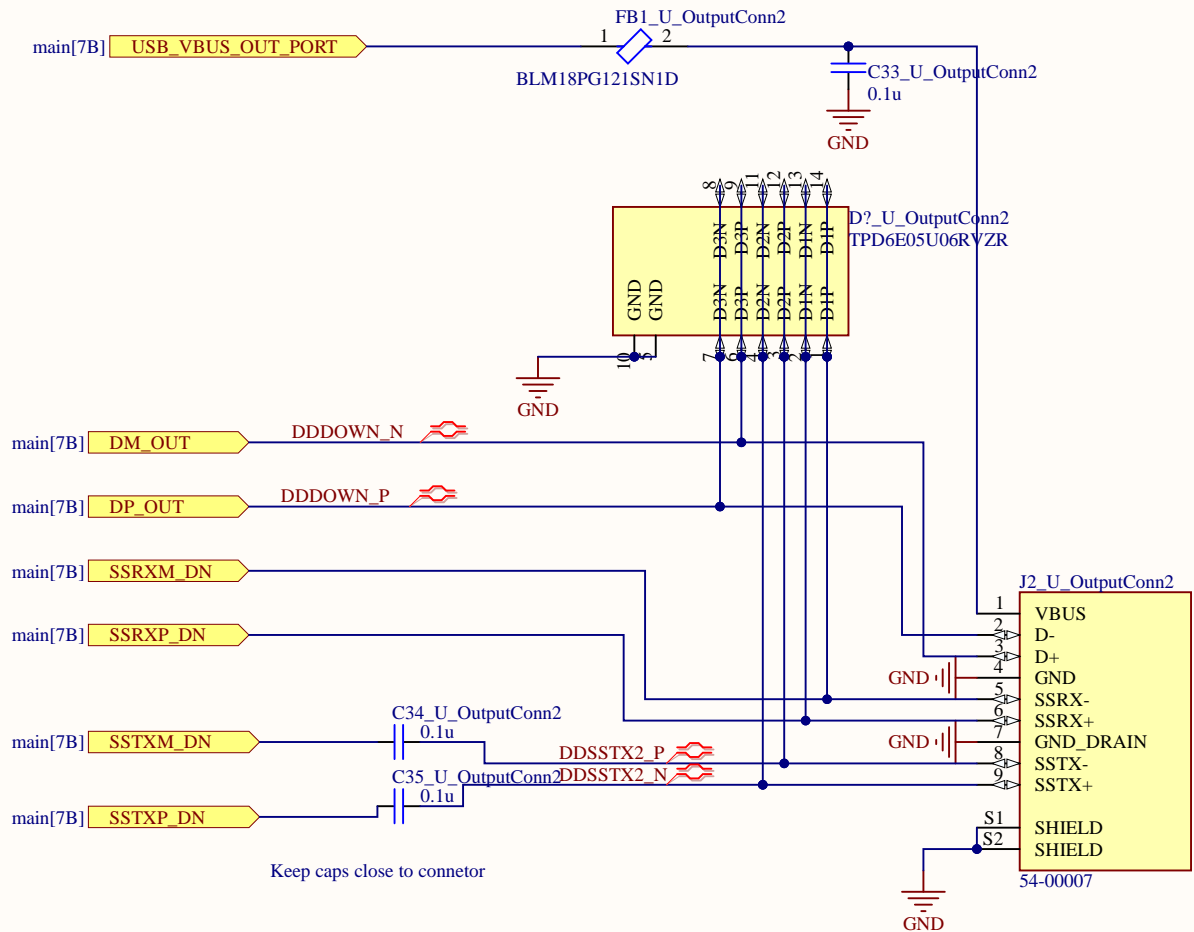 FB1_U_OutputConn2
main[7B] USB_VBUS_OUT_PORT 1 2
BLM18PG121SN1D
C33_U_OutputConn2
0.1u
GND
8 9 11 12 13 14
D?_U_OutputConn2
TPD6E05U06RVZR
D3N D3P D2N D2P D1N D1P
GND GND D3N D3P D2N D2P D1N D1P
10 5 7 6 4 3 2 1
GND
main[7B] DM_OUT DDDOWN_N
main[7B] DP_OUT DDDOWN_P
main[7B] SSRXM_DN
main[7B] SSRXP_DN
J2_U_OutputConn2
1 VBUS
2 D-
3 D+
GND 4 GND
5 SSRX-
6 SSRX+
GND 7 GND_DRAIN
8 SSTX-
9 SSTX+
S1 SHIELD
S2 SHIELD
54-00007
GND
C34_U_OutputConn2
0.1u
main[7B] SSTXM_DN DDSSTX2_P
C35_U_OutputConn2 DDSSTX2_N
0.1u
main[7B] SSTXP_DN
Keep caps close to connetor